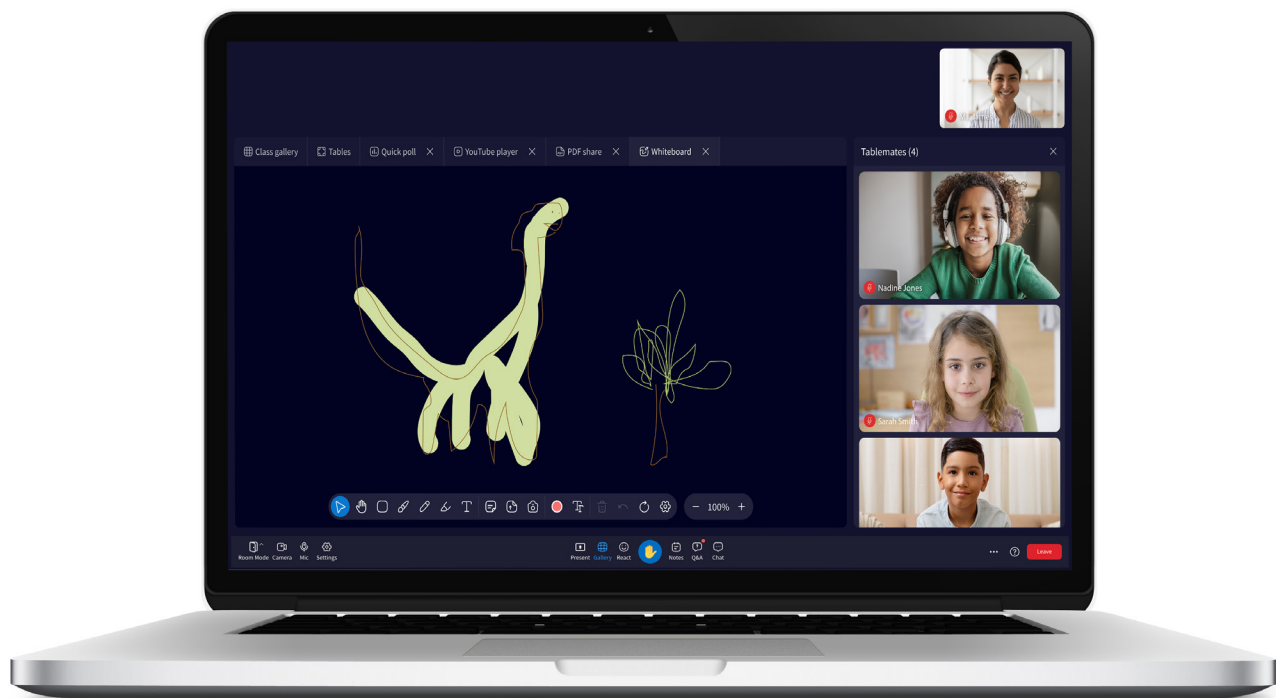 Class gallery
Tables
Quick poll
YouTube player
PDF share
Whiteboard
Tablemates (4)
Nadine Jones
Sarah Smith
100%
Room Mode
Camera
Mic
Settings
Present
Gallery
React
Notes
Q&A
Chat
Leave